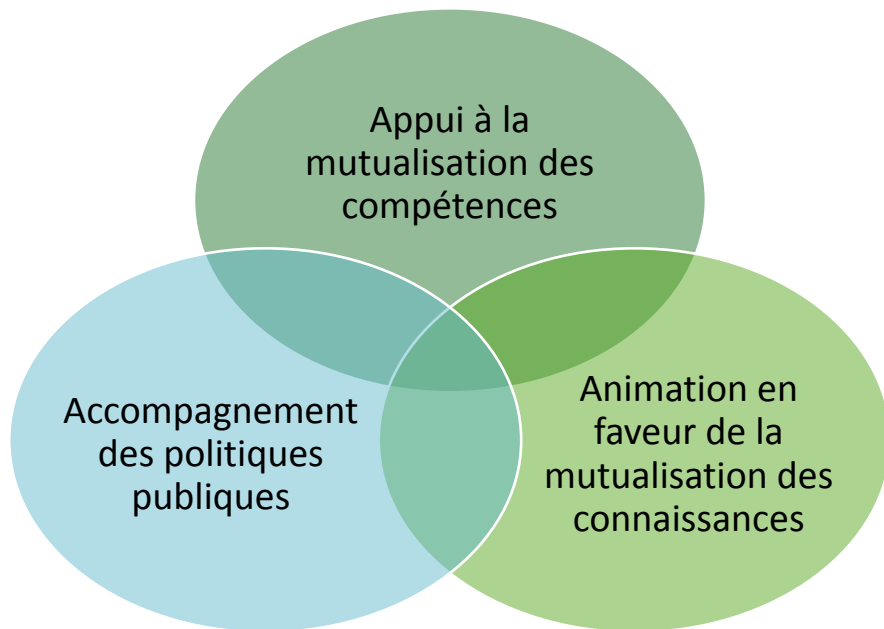 Appui à la
mutualisation des
compétences
Accompagnement
des politiques
publiques
Animation en
faveur de la
mutualisation des
connaissances